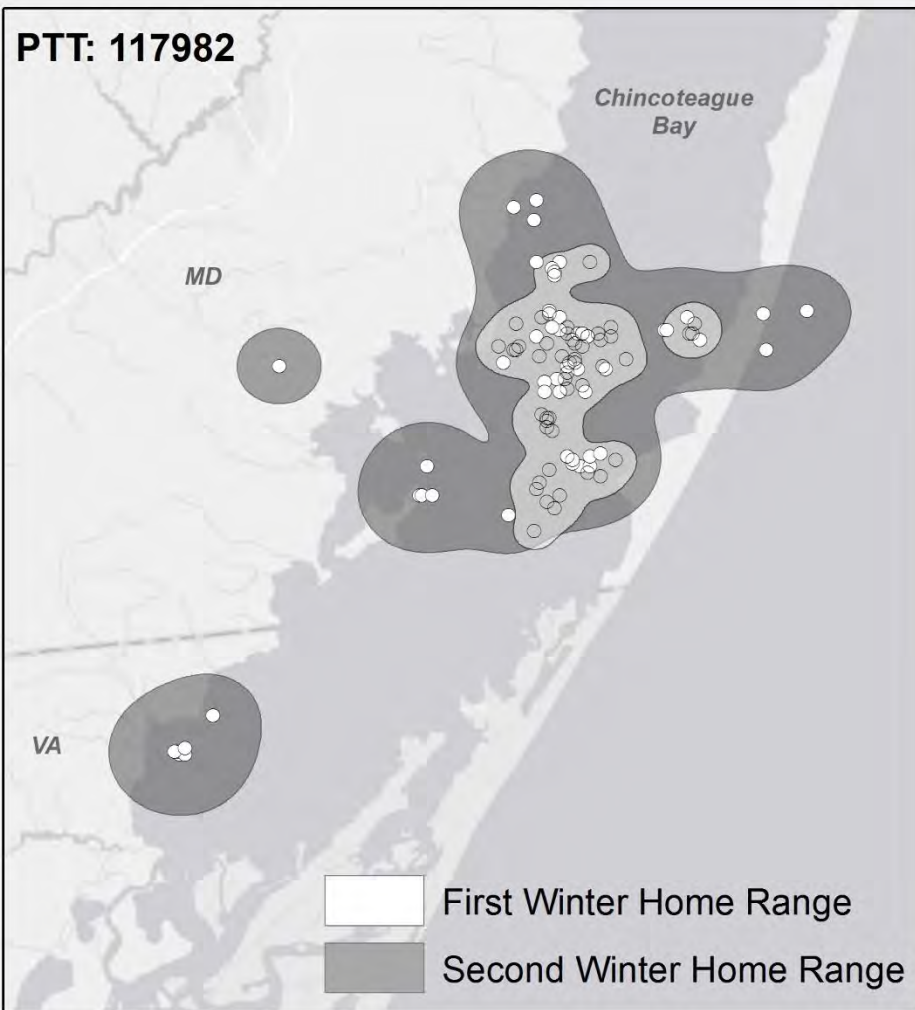 PTT: 117982
Chincoteague
Bay
MD
VA
First Winter Home Range
Second Winter Home Range